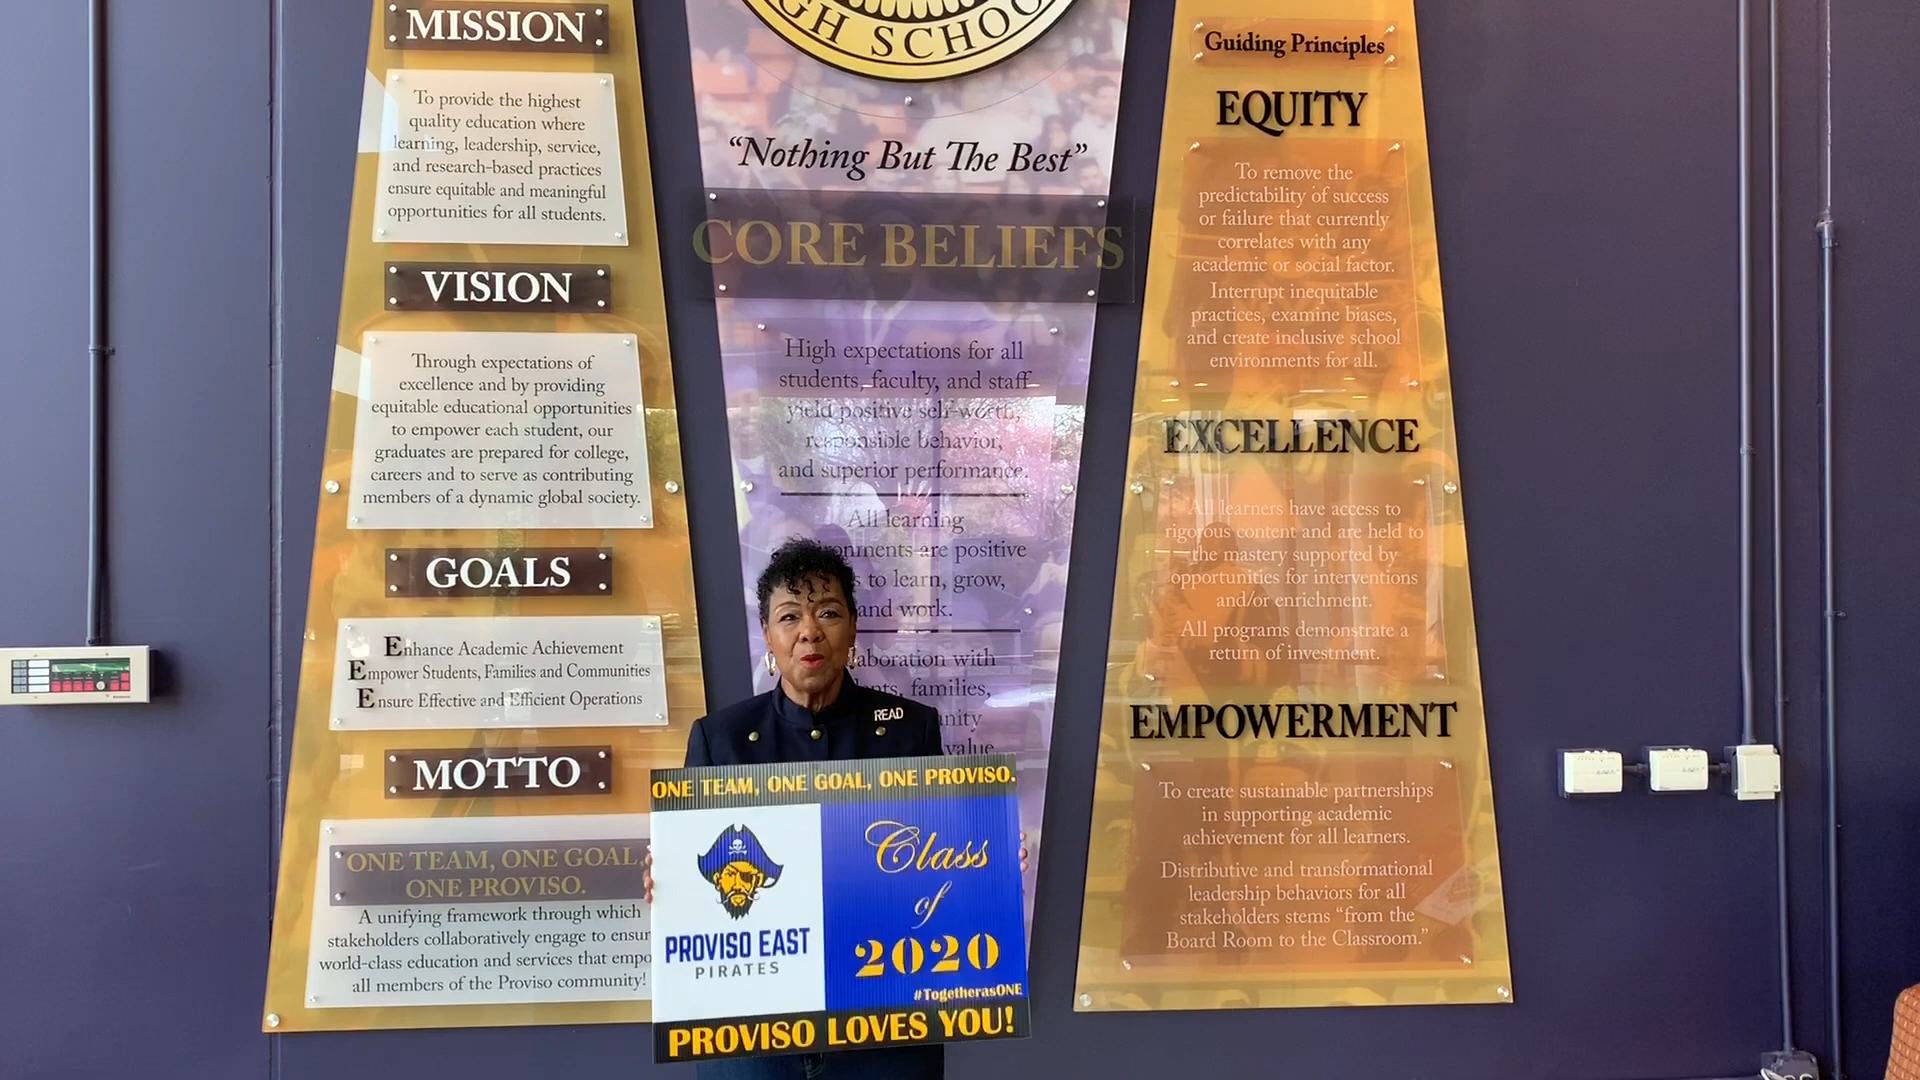 MISSION
To provide the highest
quality education where
learning, leadership, service,
and research-based practices
ensure equitable and meaningful
opportunities for all students.
VISION
Through expectations of
excellence and by providing
equitable educational opportunities
to empower each student, our
graduates are prepared for college,
careers and to serve as contributing
members of a dynamic global society.
GOALS
Enhance Academic Achievement
Empower Students, Families and Communities
Ensure Effective and Efficient Operations
MOTTO
ONE TEAM, ONE GOAL,
ONE PROVISO.
A unifying framework through which
stakeholders collaboratively engage to ensur
world-class education and services that empo
all members of the Proviso community!
GH SCHOO
“Nothing But The Best”
CORE BELIEFS
High expectations for all
students, faculty, and staff
yield positive self-worth,
responsible behavior,
and superior performance.
All learning
ironments are positive
s to learn, grow,
and work.
aboration with
ents, families,
unity
value
READ
ONE TEAM, ONE GOAL, ONE PROVISO.
PROVISO EAST
PIRATES
Class
of
2020
#TogetherasONE
PROVISO LOVES YOU!
Guiding Principles
EQUITY
To remove the
predictability of success
or failure that currently
correlates with any
academic or social factor.
Interrupt inequitable
practices, examine biases,
and create inclusive school
environments for all.
EXCELLENCE
All learners have access to
rigorous content and are held to
the mastery supported by
opportunities for interventions
and/or enrichment.
All programs demonstrate a
return of investment.
EMPOWERMENT
To create sustainable partnerships
in supporting academic
achievement for all learners.
Distributive and transformational
leadership behaviors for all
stakeholders stems “from the
Board Room to the Classroom.”